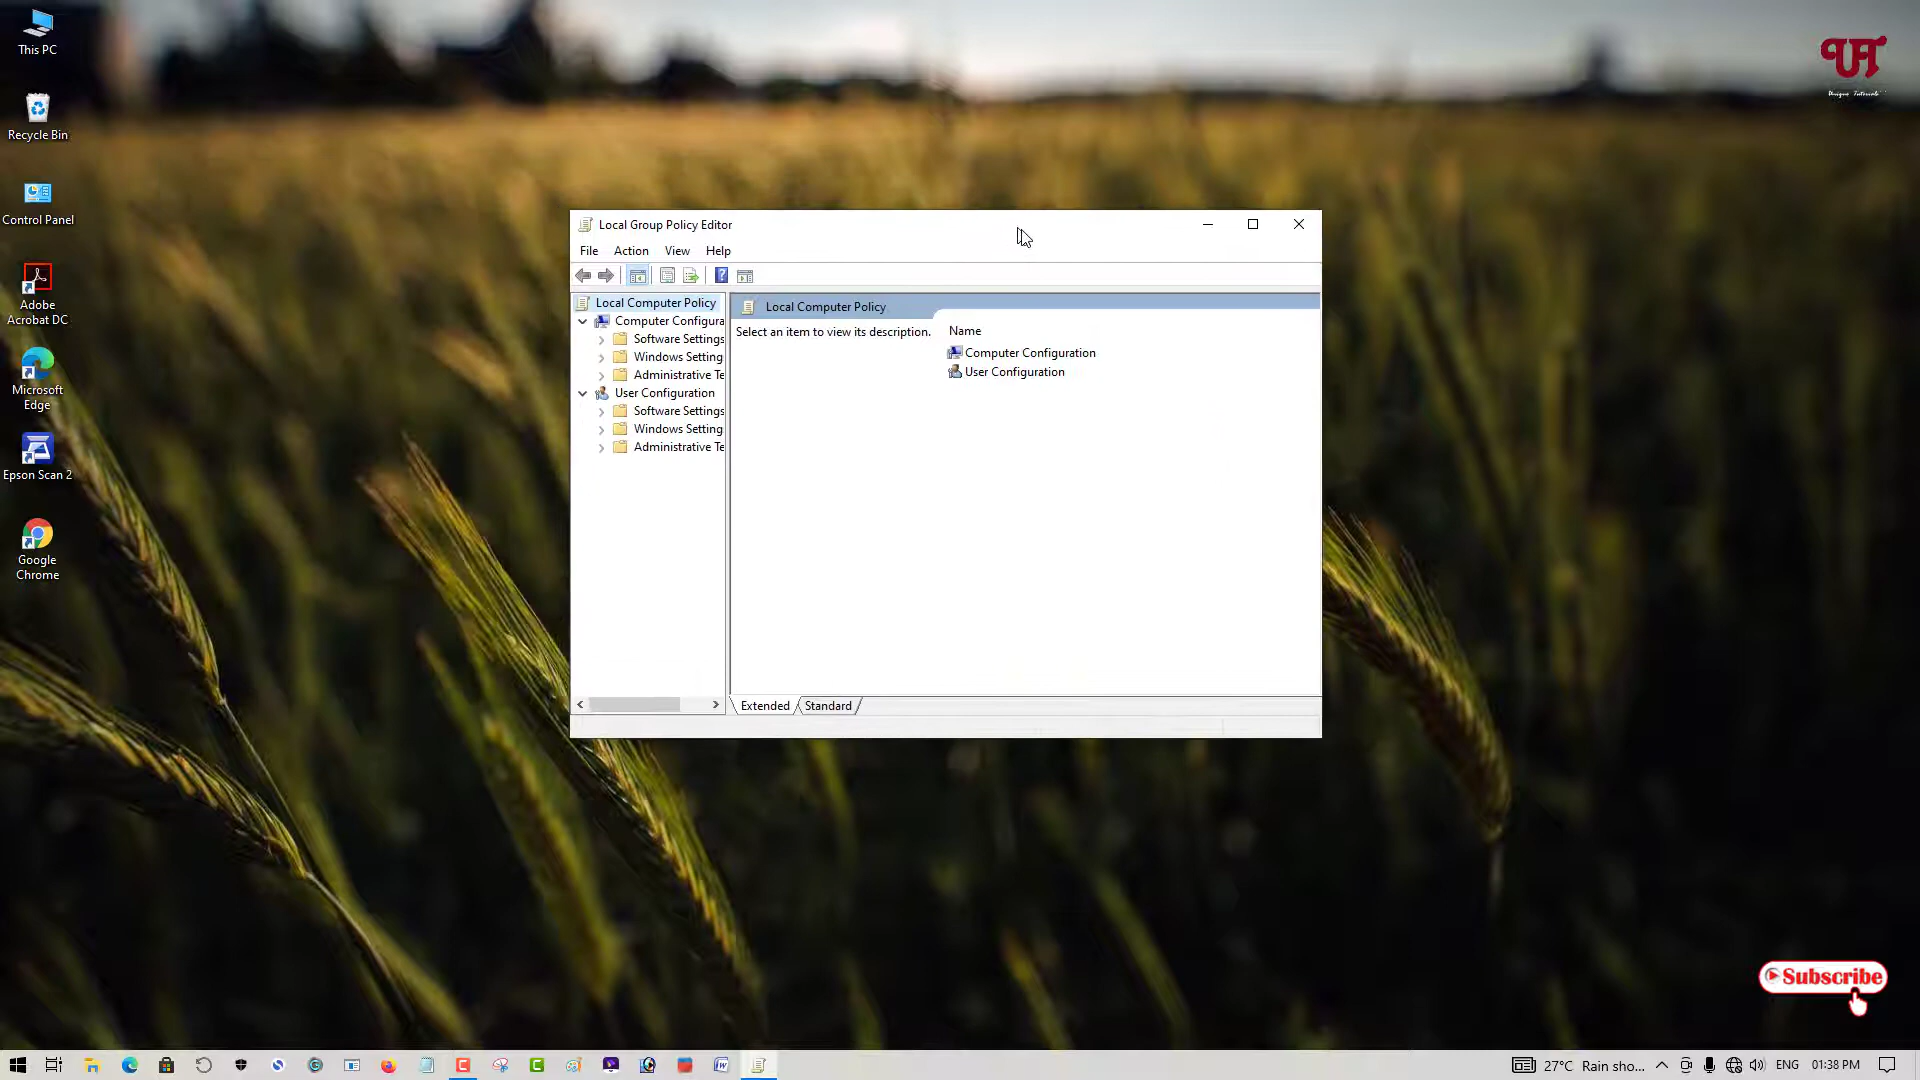 This PC
Recycle Bin
Control Panel
Adobe
Acrobat DC
Microsoft
Edge
Epson Scan 2
Google
Chrome
UT
Unique Tutorials
Local Group Policy Editor
File Action View Help
Local Computer Policy
Computer Configura
Software Settings
Windows Setting
Administrative Te
User Configuration
Software Settings
Windows Setting
Administrative Te
Local Computer Policy
Select an item to view its description.
Name
Computer Configuration
User Configuration
Extended Standard
Subscribe
27°C Rain sho... ENG 01:38 PM